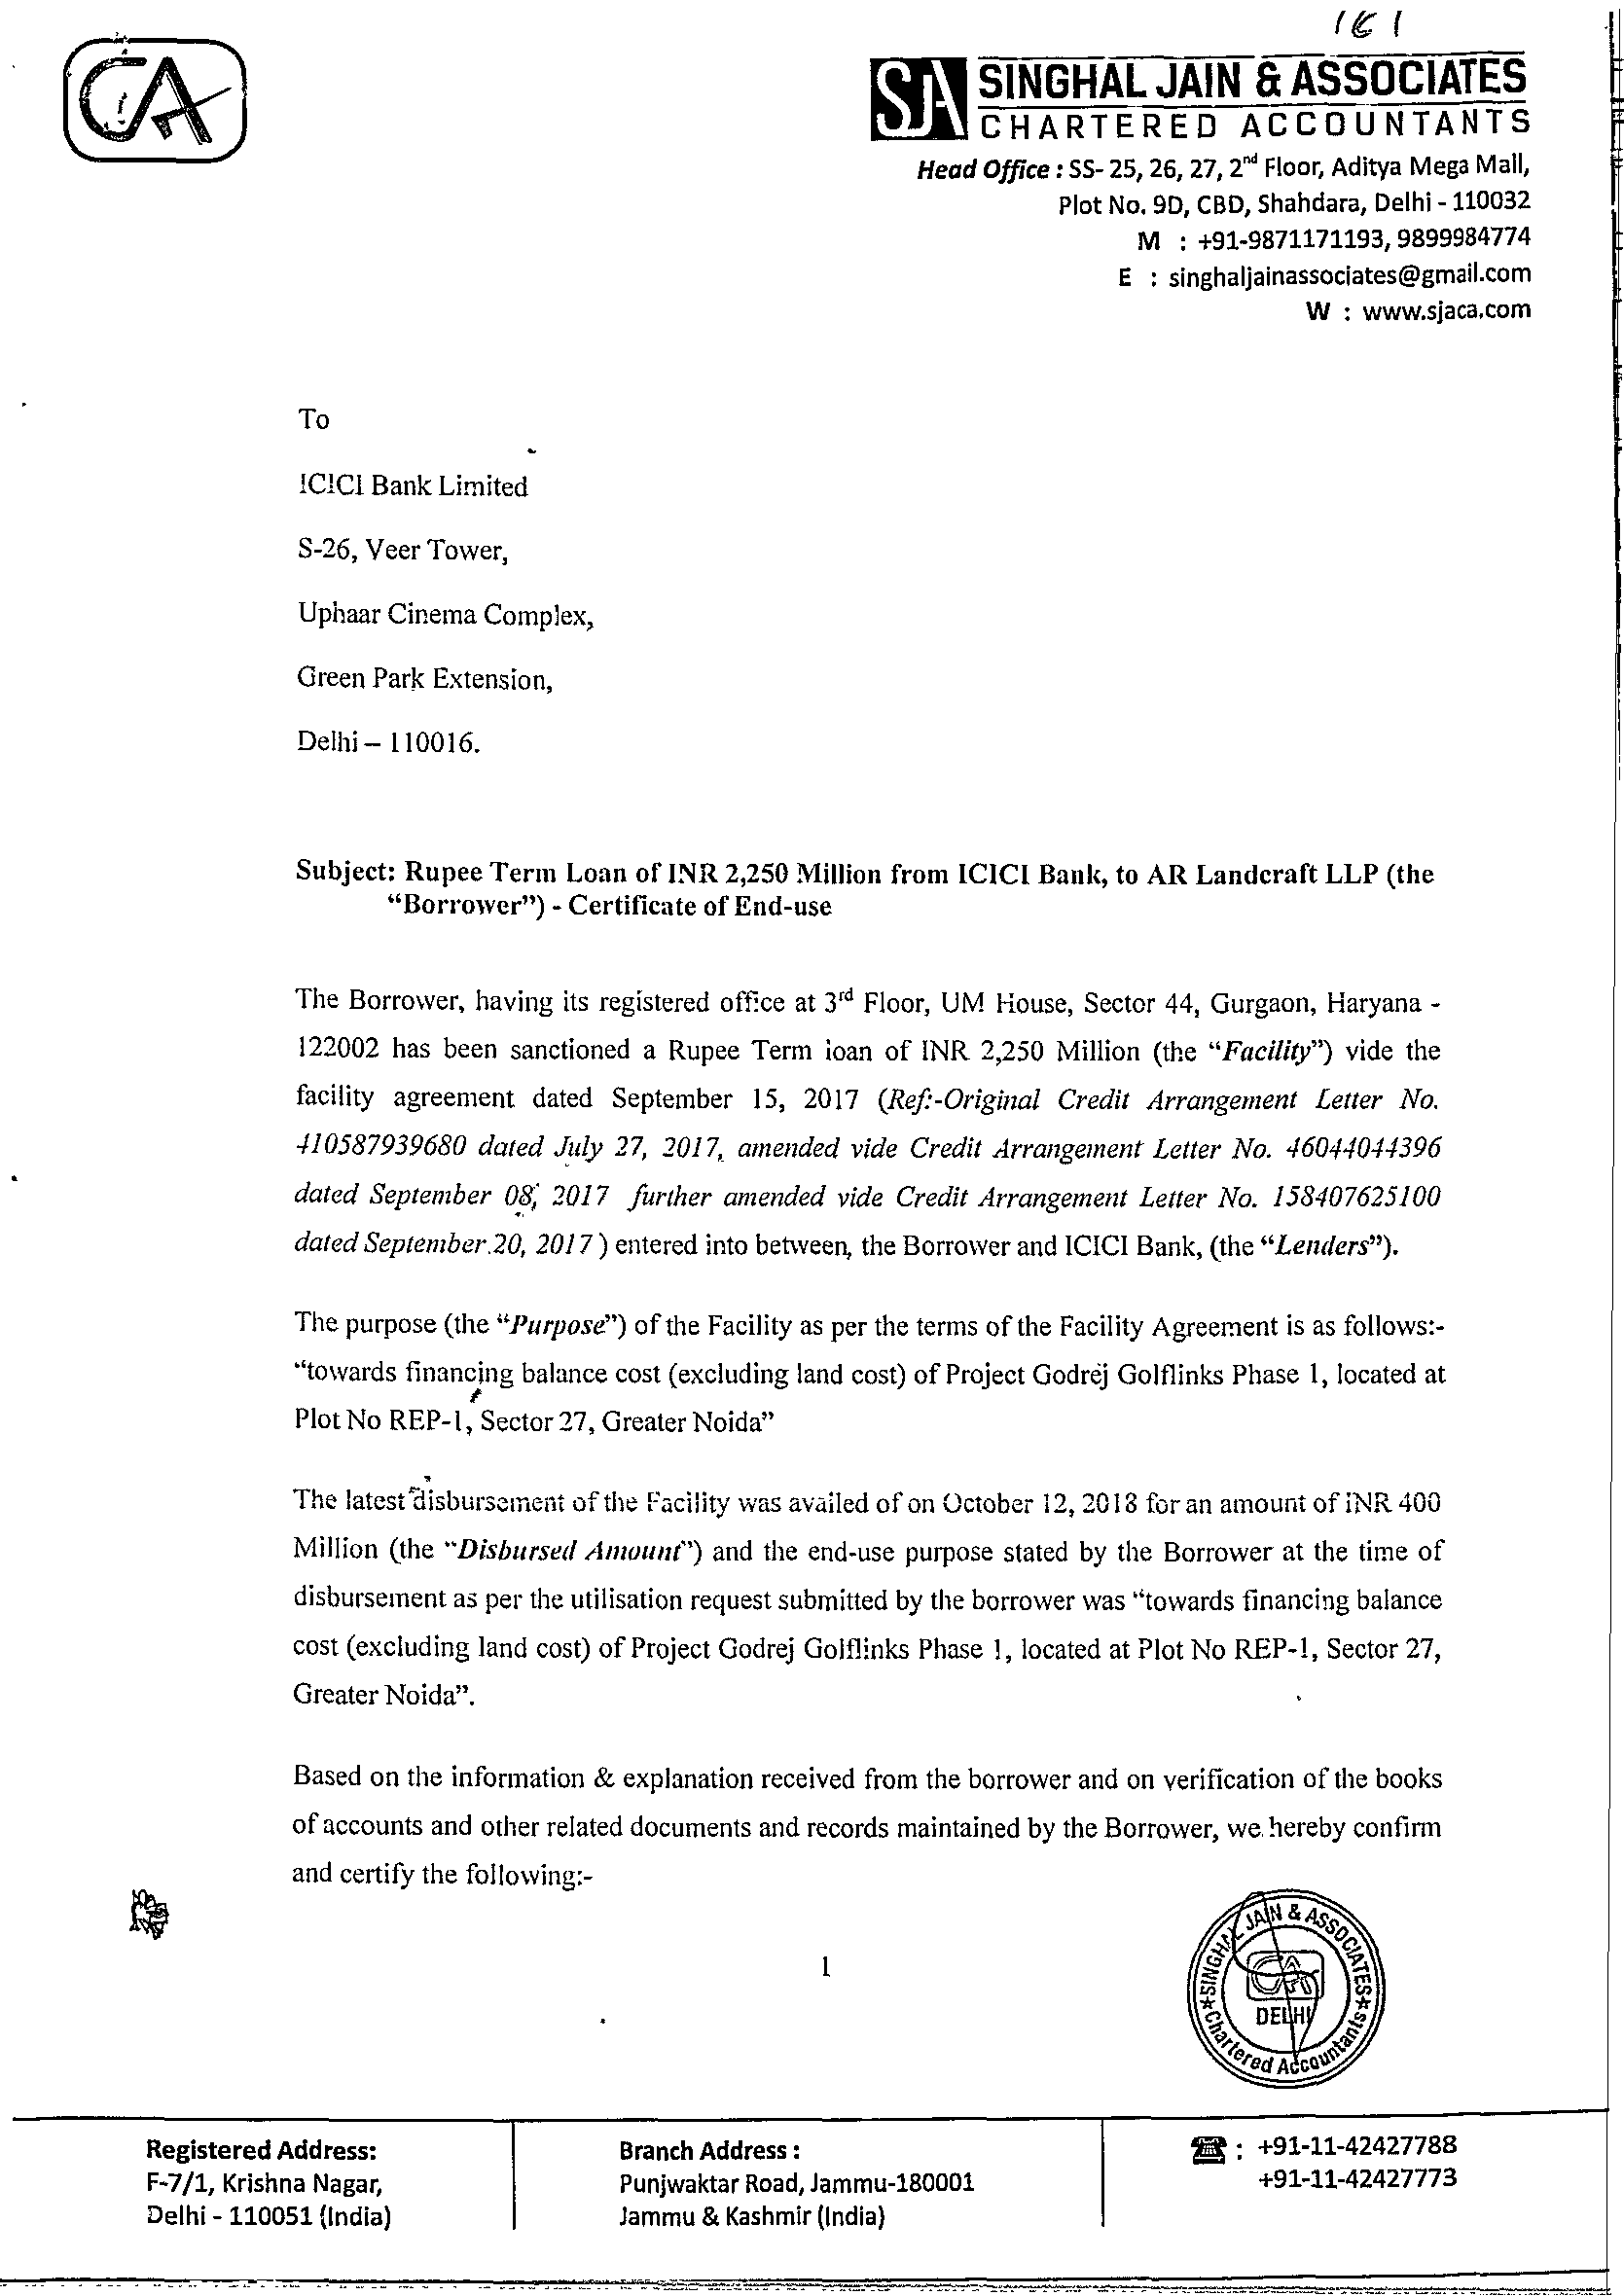 161
CA
SJA SINGHAL JAIN & ASSOCIATES
CHARTERED ACCOUNTANTS
Head Office : SS- 25, 26, 27, 2nd Floor, Aditya Mega Mall,
Plot No. 9D, CBD, Shahdara, Delhi - 110032
M : +91-9871171193, 9899984774
E : singhaljainassociates@gmail.com
W : www.sjaca.com
To
ICICI Bank Limited
S-26, Veer Tower,
Uphaar Cinema Complex,
Green Park Extension,
Delhi – 110016.
Subject: Rupee Term Loan of INR 2,250 Million from ICICI Bank, to AR Landcraft LLP (the
“Borrower”) - Certificate of End-use
The Borrower, having its registered office at 3rd Floor, UM House, Sector 44, Gurgaon, Haryana -
122002 has been sanctioned a Rupee Term loan of INR 2,250 Million (the “Facility”) vide the
facility agreement dated September 15, 2017 (Ref:-Original Credit Arrangement Letter No.
410587939680 dated July 27, 2017, amended vide Credit Arrangement Letter No. 46044044396
dated September 08, 2017 further amended vide Credit Arrangement Letter No. 158407625100
dated September 20, 2017 ) entered into between, the Borrower and ICICI Bank, (the “Lenders”).
The purpose (the “Purpose”) of the Facility as per the terms of the Facility Agreement is as follows:-
“towards financing balance cost (excluding land cost) of Project Godrej Golflinks Phase 1, located at
Plot No REP-1, Sector 27, Greater Noida”
The latest disbursement of the Facility was availed of on October 12, 2018 for an amount of INR 400
Million (the “Disbursed Amount”) and the end-use purpose stated by the Borrower at the time of
disbursement as per the utilisation request submitted by the borrower was “towards financing balance
cost (excluding land cost) of Project Godrej Golflinks Phase 1, located at Plot No REP-1, Sector 27,
Greater Noida”.
Based on the information & explanation received from the borrower and on verification of the books
of accounts and other related documents and records maintained by the Borrower, we hereby confirm
and certify the following:-
1
SINGHAL JAIN & ASSOCIATES
CA
DELHI
Chartered Accountants
Registered Address:
F-7/1, Krishna Nagar,
Delhi - 110051 (India)
Branch Address :
Punjwaktar Road, Jammu-180001
Jammu & Kashmir (India)
: +91-11-42427788
+91-11-42427773